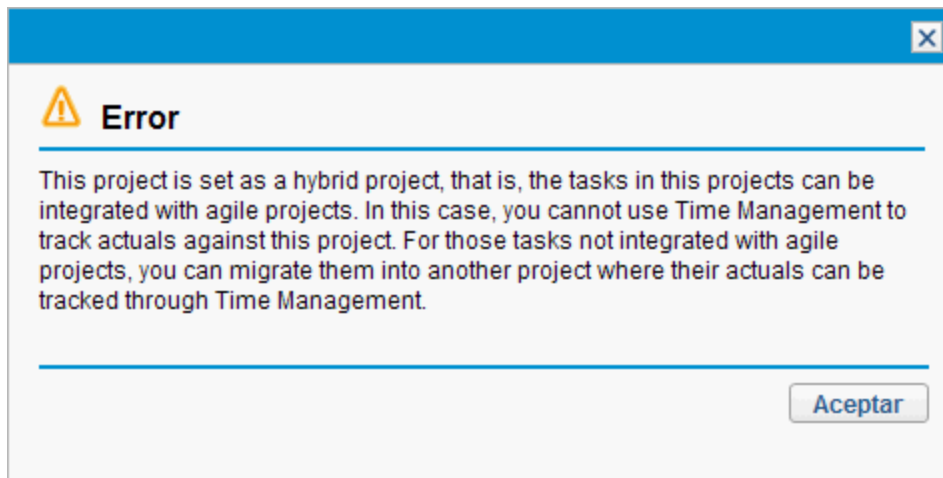 Error
This project is set as a hybrid project, that is, the tasks in this projects can be
integrated with agile projects. In this case, you cannot use Time Management to
track actuals against this project. For those tasks not integrated with agile
projects, you can migrate them into another project where their actuals can be
tracked through Time Management.
Aceptar